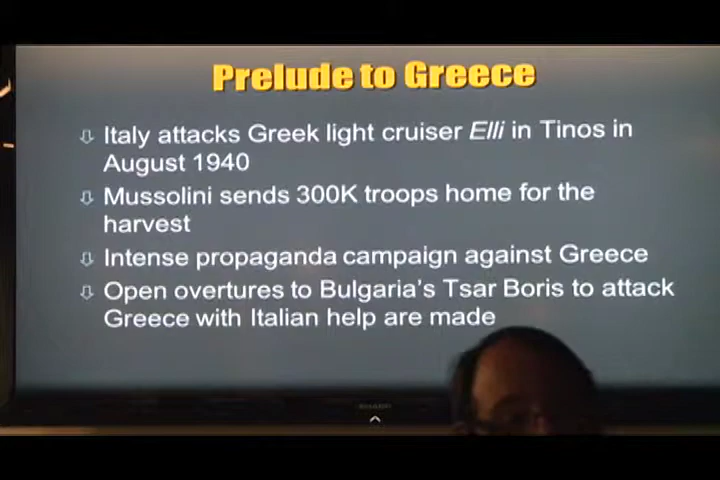 Prelude to Greece
Italy attacks Greek light cruiser Elli in Tinos in
August 1940
Mussolini sends 300K troops home for the
harvest
Intense propaganda campaign against Greece
Open overtures to Bulgaria's Tsar Boris to attack
Greece with Italian help are made
SHARP